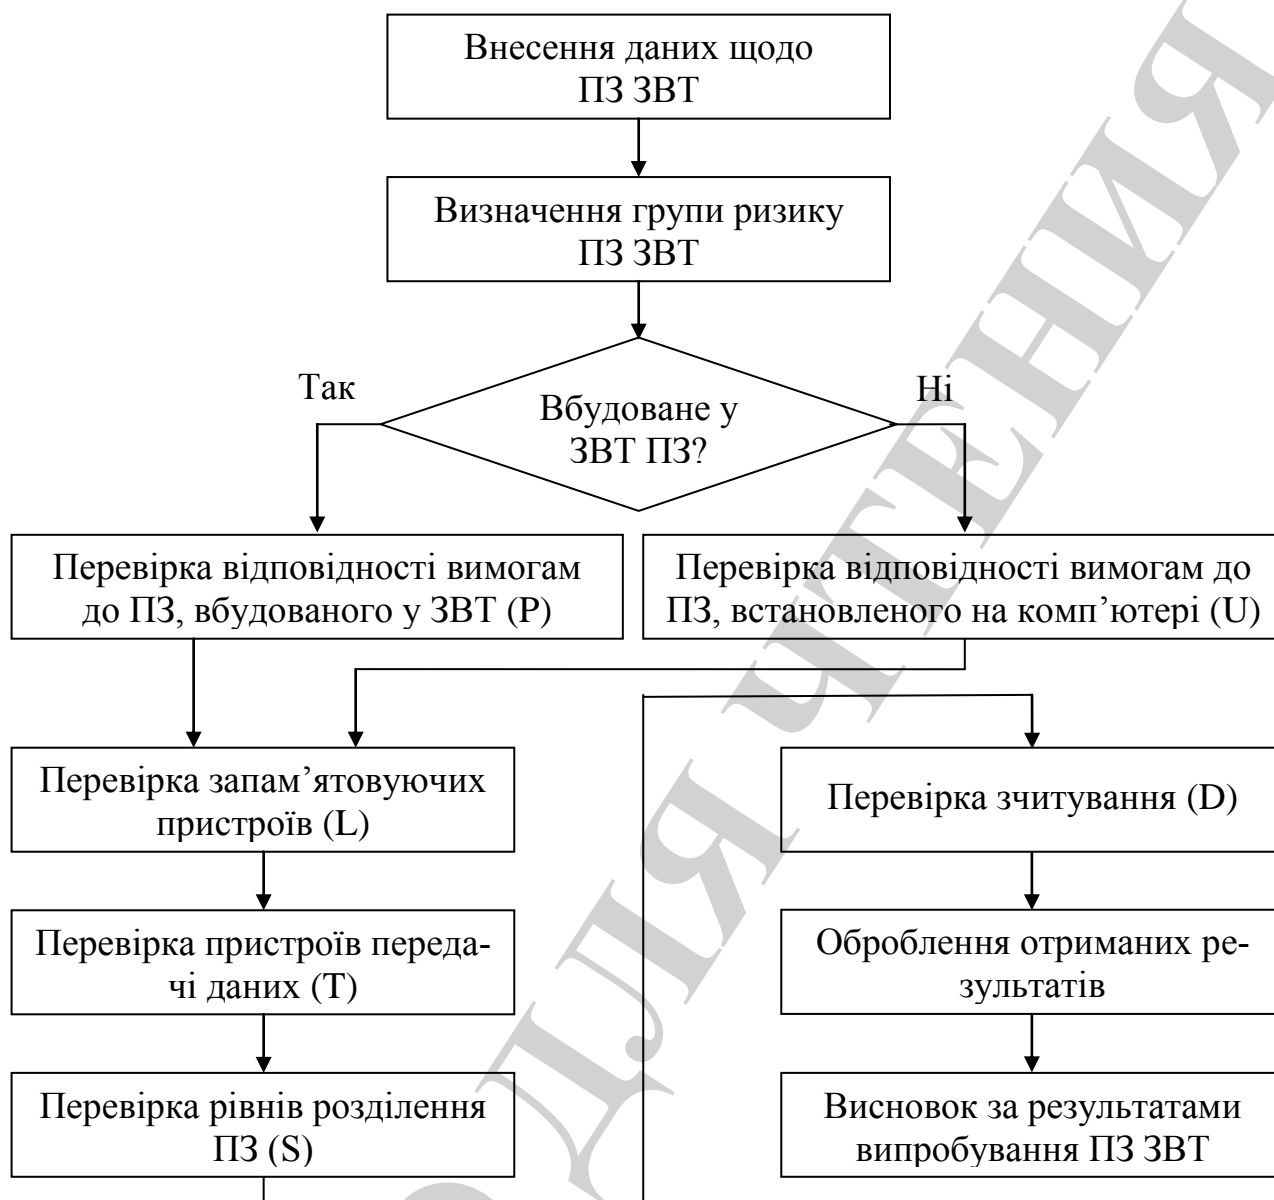 Внесення даних щодо
ПЗ ЗВТ
Визначення групи ризику
ПЗ ЗВТ
Так
Ні
Вбудоване у
ЗВТ ПЗ?
Перевірка відповідності вимогам
до ПЗ, вбудованого у ЗВТ (P)
Перевірка відповідності вимогам до
ПЗ, встановленого на комп’ютері (U)
Перевірка запам’ятовуючих
пристроїв (L)
Перевірка пристроїв переда-
чі даних (T)
Перевірка рівнів розділення
ПЗ (S)
Перевірка зчитування (D)
Оброблення отриманих ре-
зультатів
Висновок за результатами
випробування ПЗ ЗВТ
ДЛЯ ЧТЕНИЯ